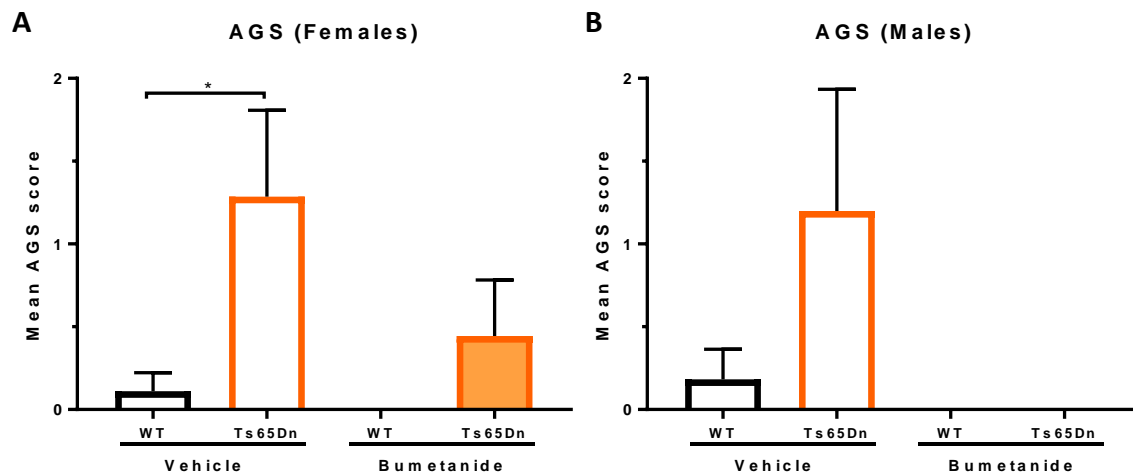 A
AGS (Females)
Mean AGS score
2
1
0
*
WT
Ts65Dn
WT
Ts65Dn
Vehicle
Bumetanide
B
AGS (Males)
Mean AGS score
2
1
0
WT
Ts65Dn
WT
Ts65Dn
Vehicle
Bumetanide